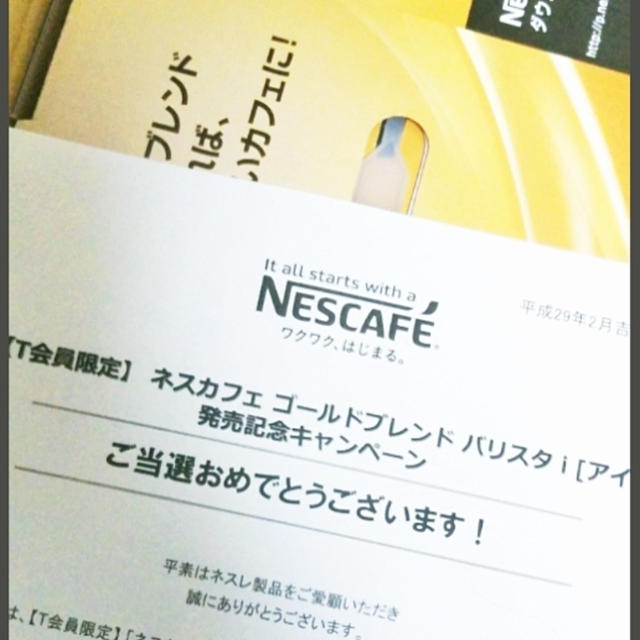 NE
ダウ
ブレンド
れば、
いカフェに!
It all starts with a
NESCAFÉ
ワクワク、はじまる。
平成29年2月吉
【T会員限定】 ネスカフェ ゴールドブレンド バリスタ i [アイ
発売記念キャンペーン
ご当選おめでとうございます！
平素はネスレ製品をご愛顧いただき
誠にありがとうございます。
は、【T会員限定】「ネス